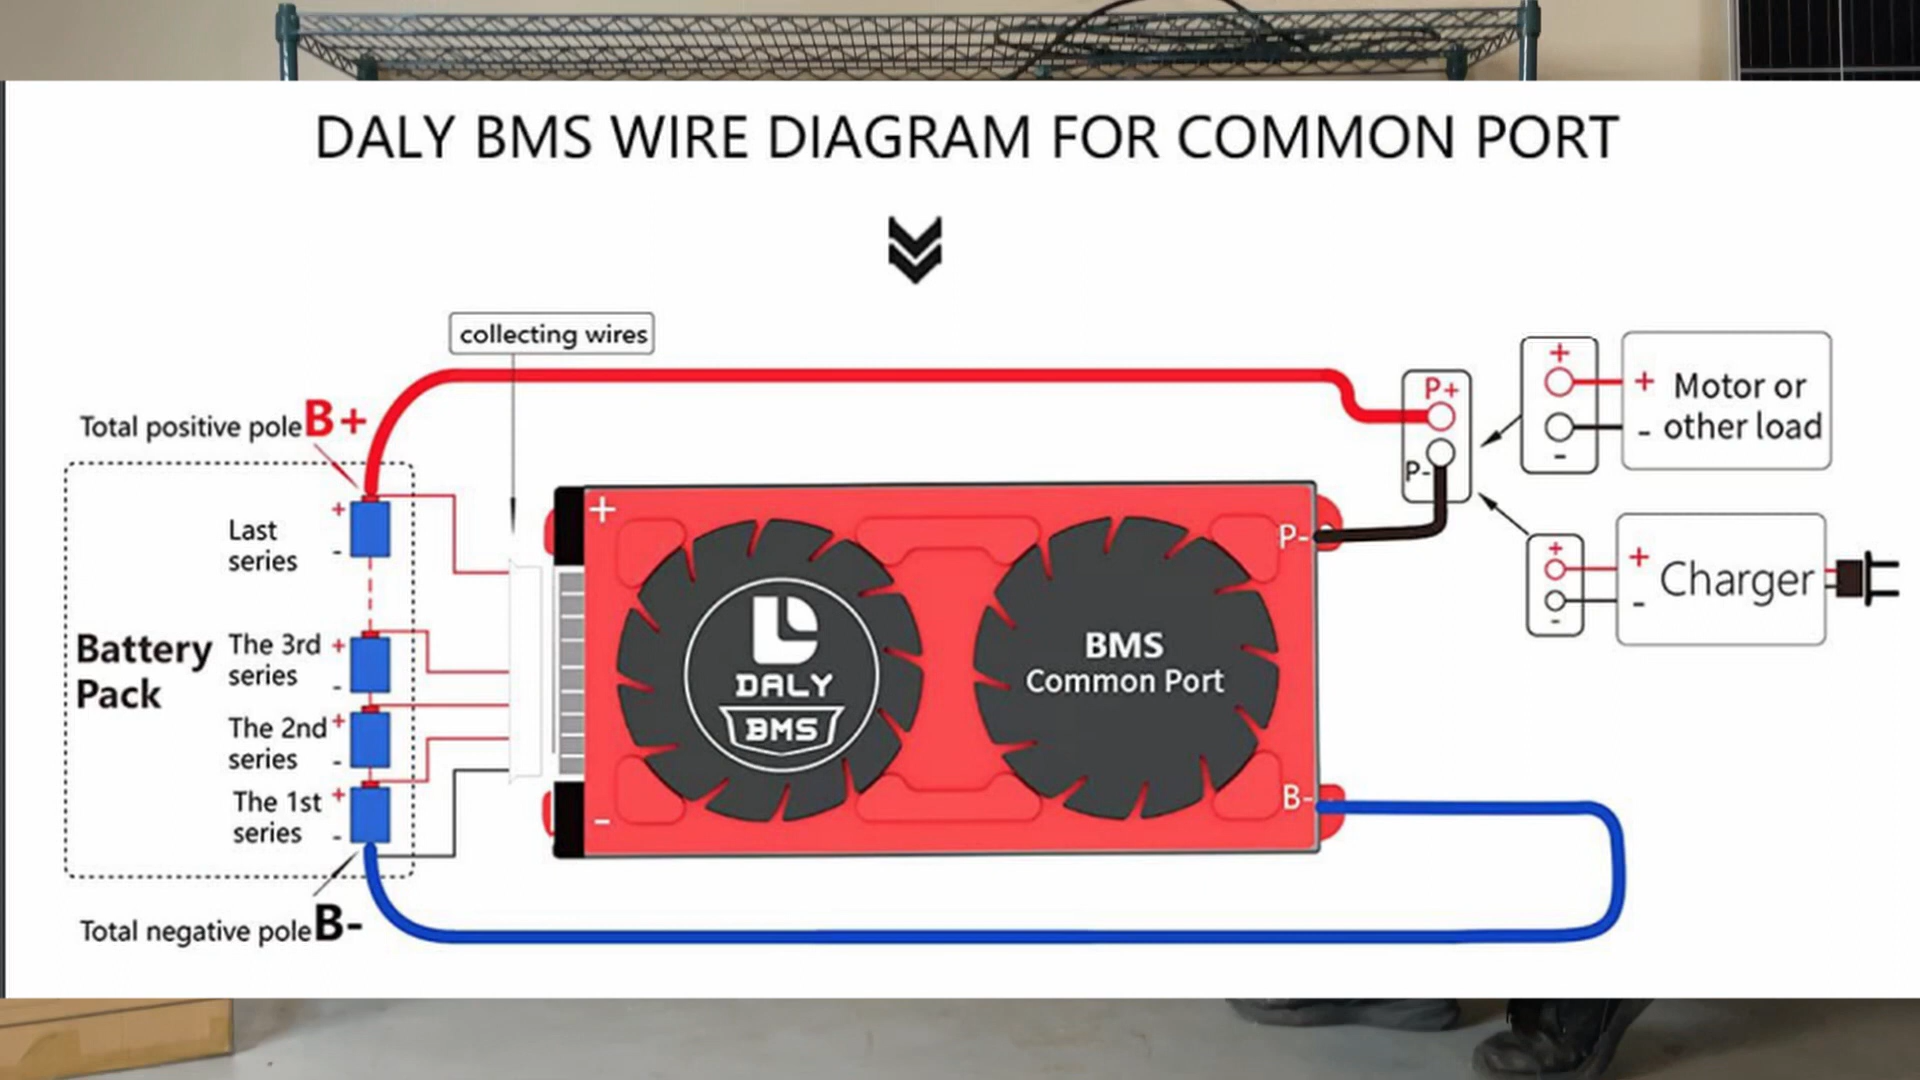 DALY BMS WIRE DIAGRAM FOR COMMON PORT
collecting wires
Total positive pole B+
P+
P-
+
-
+ Motor or
- other load
+
-
+
-
Charger
Last
series
+
-
Battery
Pack
The 3rd
series
+
-
The 2nd
series
+
-
The 1st
series
+
-
Total negative pole B-
+
-
DALY
BMS
BMS
Common Port
P-
B-